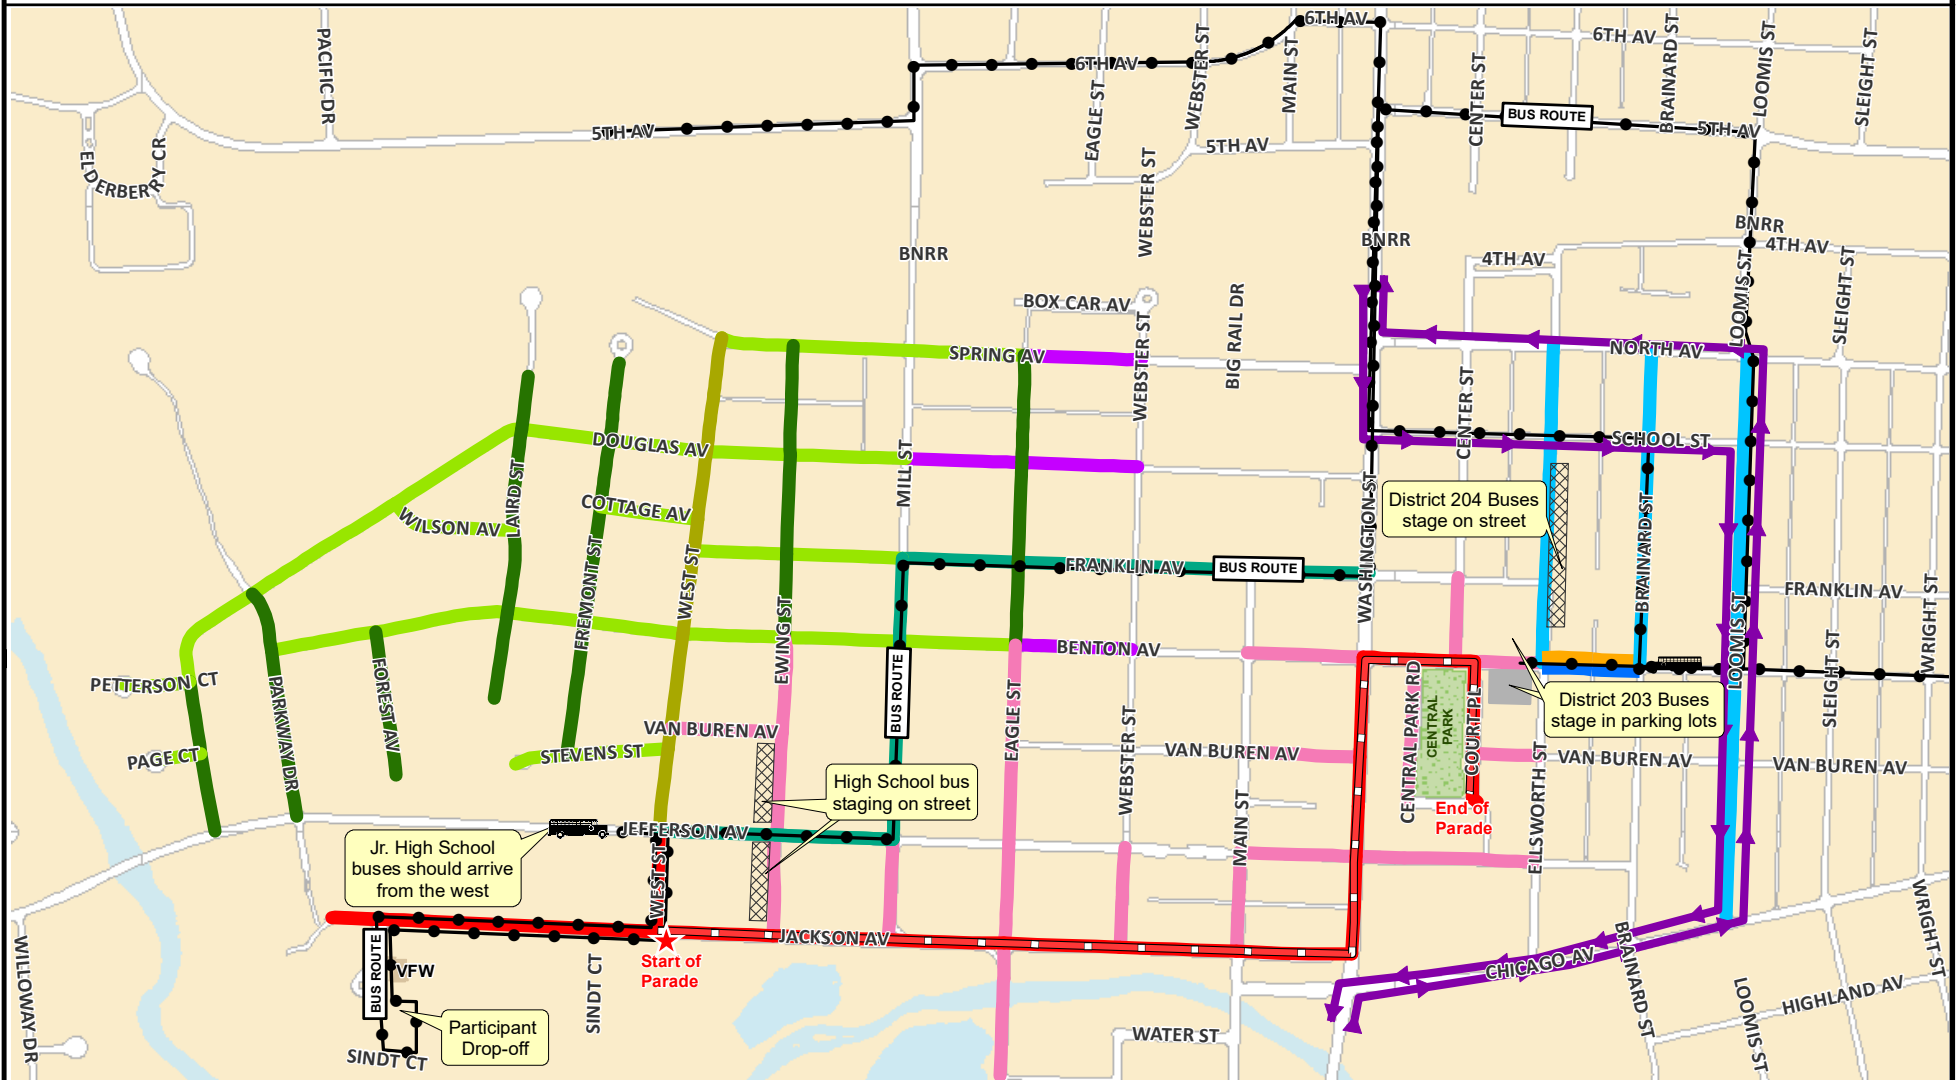 6TH AV
PACIFIC DR
6TH AV
BRAINARD ST
LOOMIS ST
SLEIGHT ST
WEBSTER ST
MAIN ST
6TH AV
EAGLE ST
CENTER ST
5TH AV
BUS ROUTE
5TH AV
5TH AV
ELDERBERRY CR
WEBSTER ST
BNRR
BNRR
BNRR
4TH AV
4TH AV
LOOMIS ST
SLEIGHT ST
BOX CAR AV
BIG RAIL DR
WEBSTER ST
SPRING AV
NORTH AV
CENTER ST
DOUGLAS AV
SCHOOL ST
MILL ST
LAIRD ST
WILSON AV
COTTAGE AV
WASHINGTON ST
District 204 Buses
stage on street
BRAINARD ST
FREMONT ST
WEST ST
EWING ST
FRANKLIN AV
BUS ROUTE
FRANKLIN AV
LOOMIS ST
WRIGHT ST
BENTON AV
PETTERSON CT
PARKWAY DR
FOREST AV
BUS ROUTE
EAGLE ST
WEBSTER ST
CENTRAL PARK RD
CENTRAL
PARK
COURT PL
District 203 Buses
stage in parking lots
SLEIGHT ST
PAGE CT
STEVENS ST
VAN BUREN AV
VAN BUREN AV
VAN BUREN AV
VAN BUREN AV
ELLSWORTH ST
High School bus
staging on street
MAIN ST
End of
Parade
JEFFERSON AV
Jr. High School
buses should arrive
from the west
WEST ST
JACKSON AV
Start of
Parade
WILLOWAY DR
BUS ROUTE
VFW
SINDT CT
Participant
Drop-off
SINDT CT
WATER ST
CHICAGO AV
BRAINARD ST
LOOMIS ST
HIGHLAND AV
WRIGHT ST